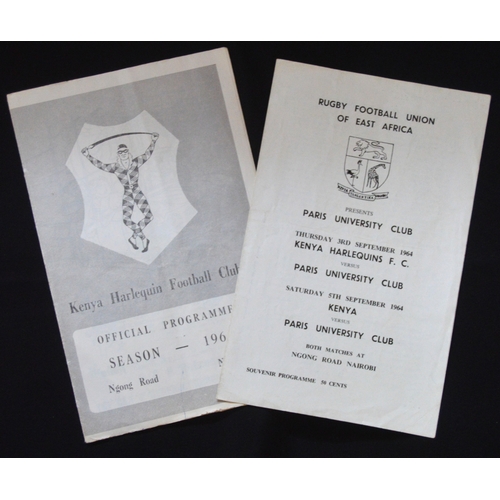 Kenya Harlequin Football Club
OFFICIAL PROGRAMME
SEASON — 196
Ngong Road
RUGBY FOOTBALL UNION
OF EAST AFRICA
PRESENTS
PARIS UNIVERSITY CLUB
THURSDAY 3RD SEPTEMBER 1964
KENYA HARLEQUINS F. C.
VERSUS
PARIS UNIVERSITY CLUB
SATURDAY 5TH SEPTEMBER 1964
KENYA
VERSUS
PARIS UNIVERSITY CLUB
BOTH MATCHES AT
NGONG ROAD NAIROBI
SOUVENIR PROGRAMME 50 CENTS